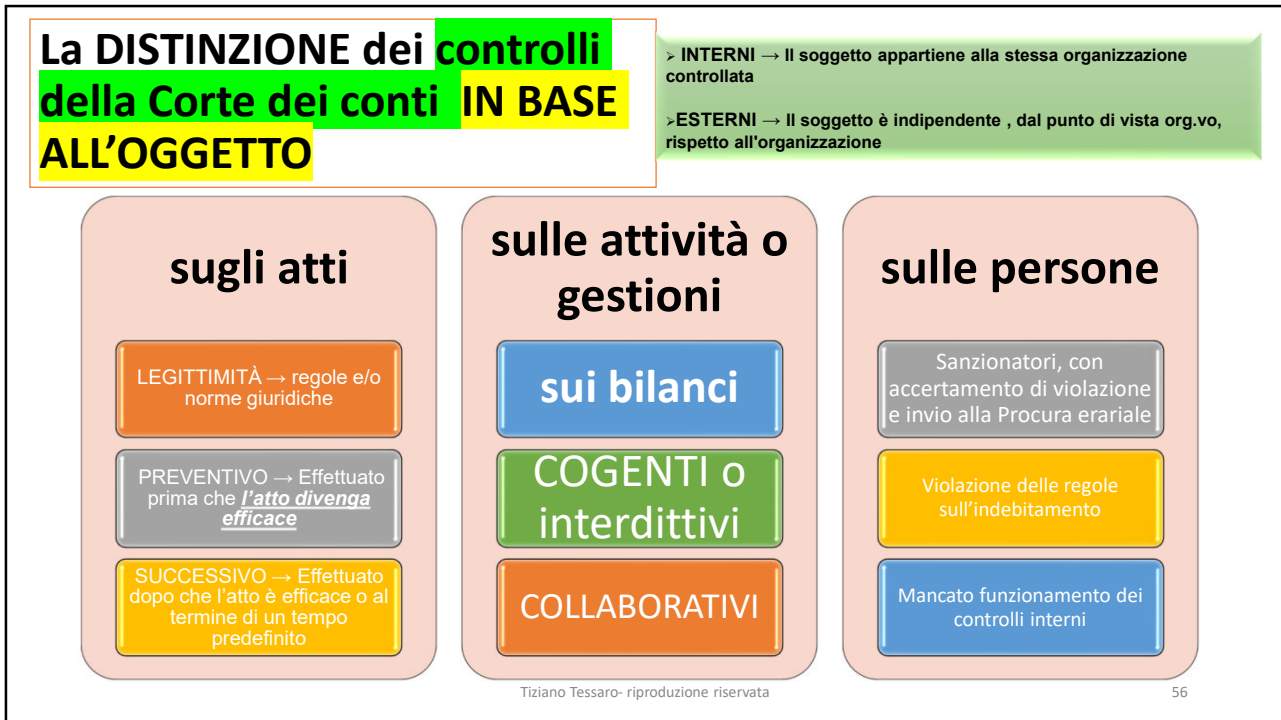 La DISTINZIONE dei controlli
della Corte dei conti IN BASE
ALL’OGGETTO
➢ INTERNI → Il soggetto appartiene alla stessa organizzazione
controllata
➢ESTERNI → Il soggetto è indipendente , dal punto di vista org.vo,
rispetto all'organizzazione
sugli atti
LEGITTIMITÀ → regole e/o
norme giuridiche
PREVENTIVO → Effettuato
prima che l’atto divenga
efficace
SUCCESSIVO → Effettuato
dopo che l’atto è efficace o al
termine di un tempo
predefinito
sulle attività o
gestioni
sui bilanci
COGENTI o
interdittivi
COLLABORATIVI
sulle persone
Sanzionatori, con
accertamento di violazione
e invio alla Procura erariale
Violazione delle regole
sull’indebitamento
Mancato funzionamento dei
controlli interni
Tiziano Tessaro- riproduzione riservata
56